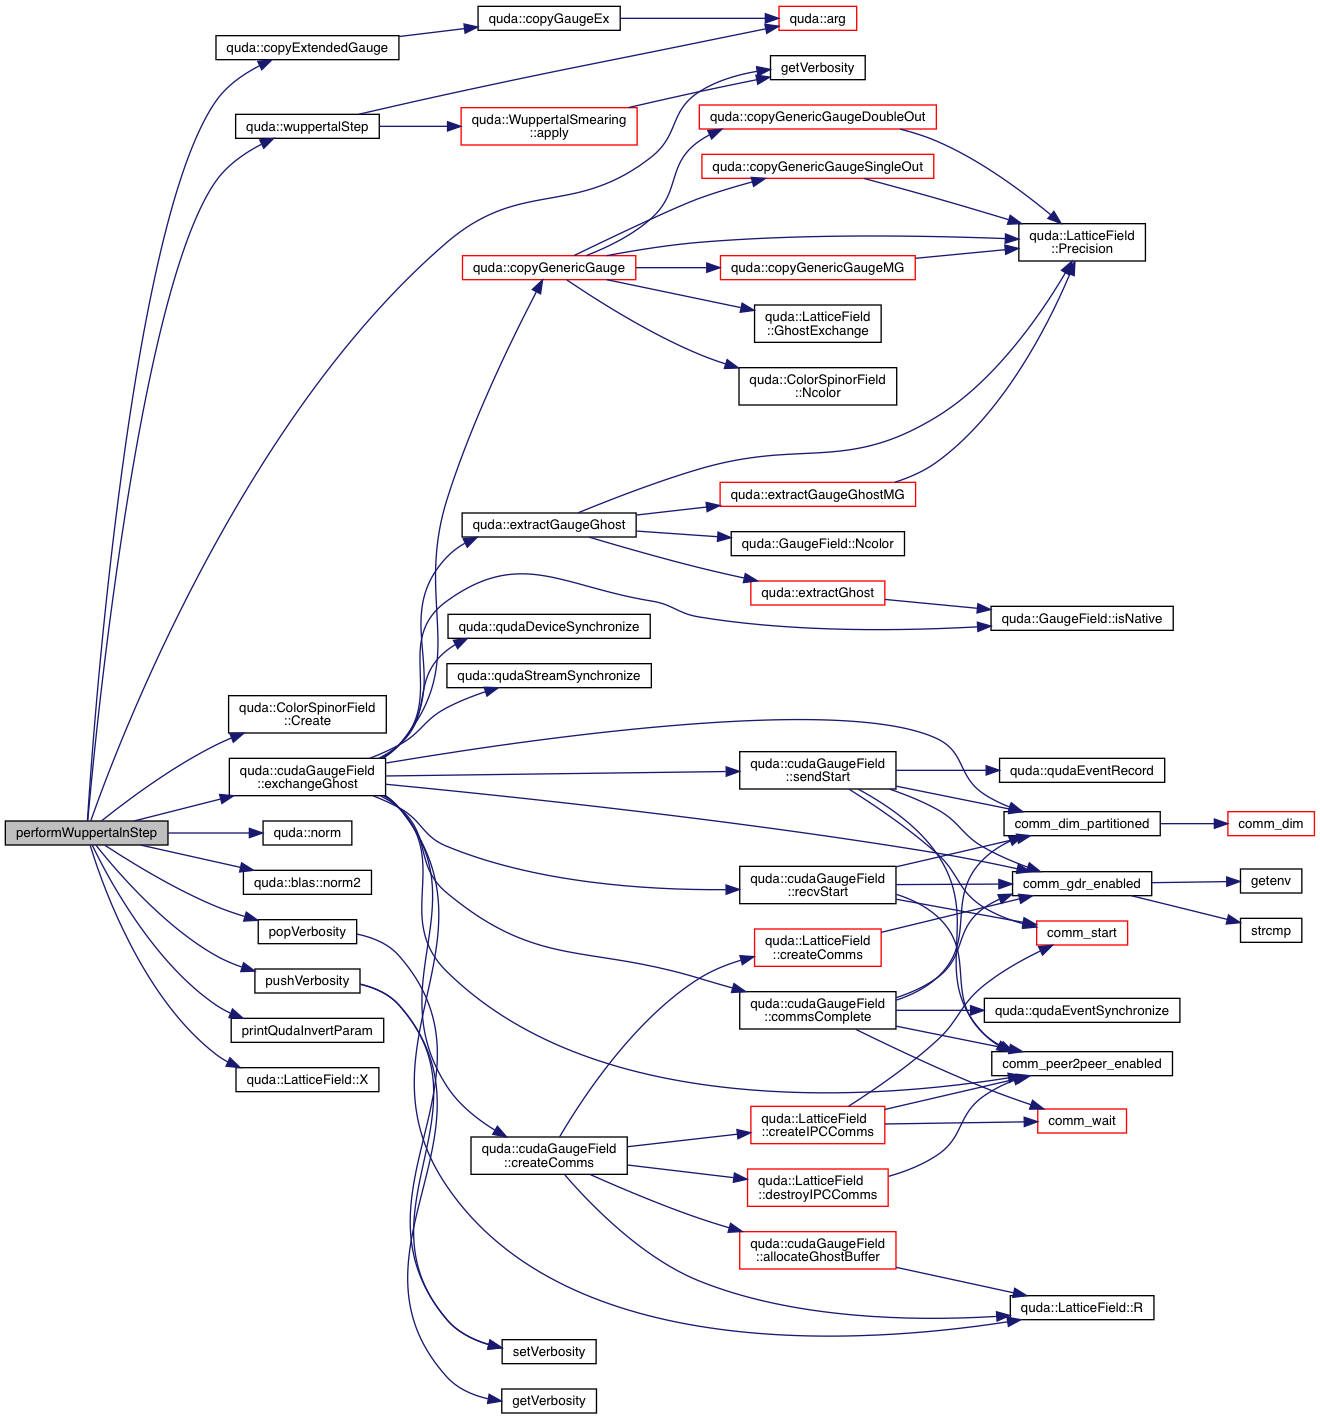 quda::copyGaugeEx
quda::arg
quda::copyExtendedGauge
getVerbosity
quda::wuppertalStep
quda::WuppertalSmearing
::apply
quda::copyGenericGaugeDoubleOut
quda::copyGenericGaugeSingleOut
quda::LatticeField
::Precision
quda::copyGenericGauge
quda::copyGenericGaugeMG
quda::LatticeField
::GhostExchange
quda::ColorSpinorField
::Ncolor
quda::extractGaugeGhostMG
quda::extractGaugeGhost
quda::GaugeField::Ncolor
quda::extractGhost
quda::GaugeField::isNative
quda::qudaDeviceSynchronize
quda::qudaStreamSynchronize
quda::ColorSpinorField
::Create
quda::cudaGaugeField
::exchangeGhost
quda::cudaGaugeField
::sendStart
quda::qudaEventRecord
comm_dim_partitioned
comm_dim
performWuppertalnStep
quda::norm
quda::blas::norm2
quda::cudaGaugeField
::recvStart
comm_gdr_enabled
getenv
strcmp
popVerbosity
quda::LatticeField
::createComms
comm_start
pushVerbosity
quda::cudaGaugeField
::commsComplete
quda::qudaEventSynchronize
printQudaInvertParam
comm_peer2peer_enabled
quda::LatticeField::X
quda::LatticeField
::createIPCComms
comm_wait
quda::cudaGaugeField
::createComms
quda::LatticeField
::destroyIPCComms
quda::cudaGaugeField
::allocateGhostBuffer
quda::LatticeField::R
setVerbosity
getVerbosity